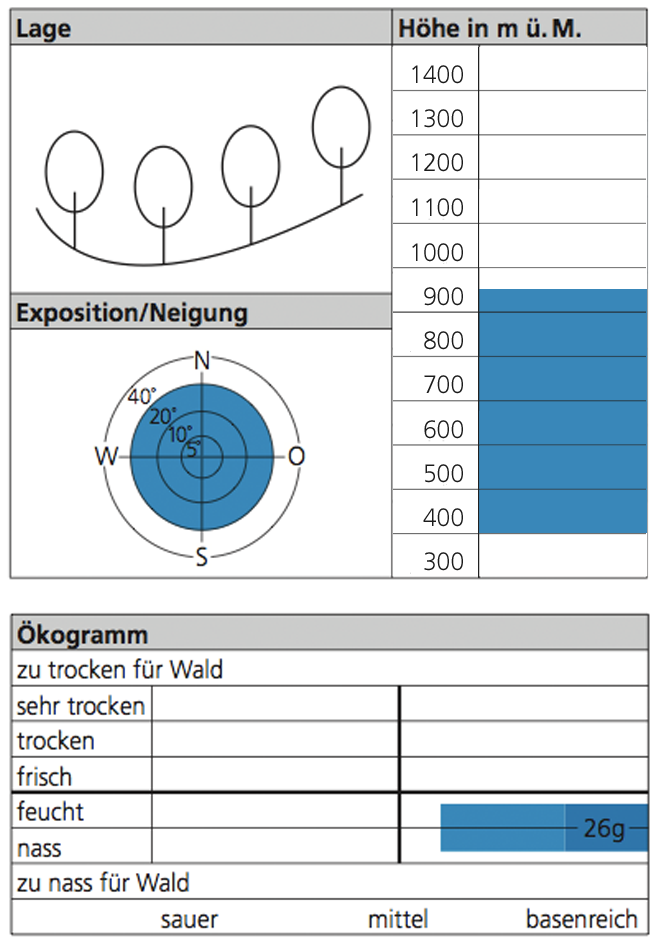 Lage
Höhe in m ü. M.
1400
1300
1200
1100
1000
900
800
700
600
500
400
300
Exposition/Neigung
N
40°
20°
10°
5°
W
O
S
Ökogramm
zu trocken für Wald
sehr trocken
trocken
frisch
feucht
26g
nass
zu nass für Wald
sauer mittel basenreich